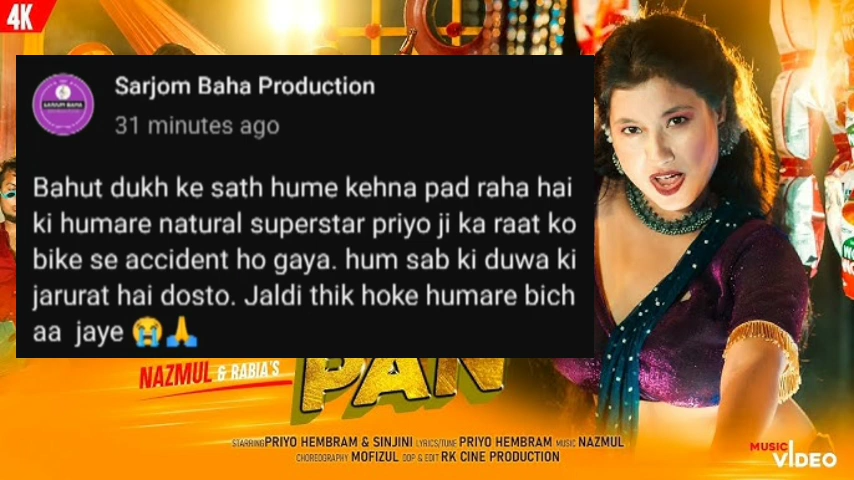 4K
Sarjom Baha Production
31 minutes ago
Bahut dukh ke sath hume kehna pad raha hai
ki humare natural superstar priyo ji ka raat ko
bike se accident ho gaya. hum sab ki duwa ki
jarurat hai dosto. Jaldi thik hoke humare bich
aa jaye 😭🙏
NAZMUL & RABIA'S
PAN
STARRING PRIYO HEMBRAM & SINJINI LYRICS/TUNE PRIYO HEMBRAM MUSIC NAZMUL
CHOREOGRAPHY MOFIZUL DOP & EDIT RK CINE PRODUCTION
MUSIC VIDEO